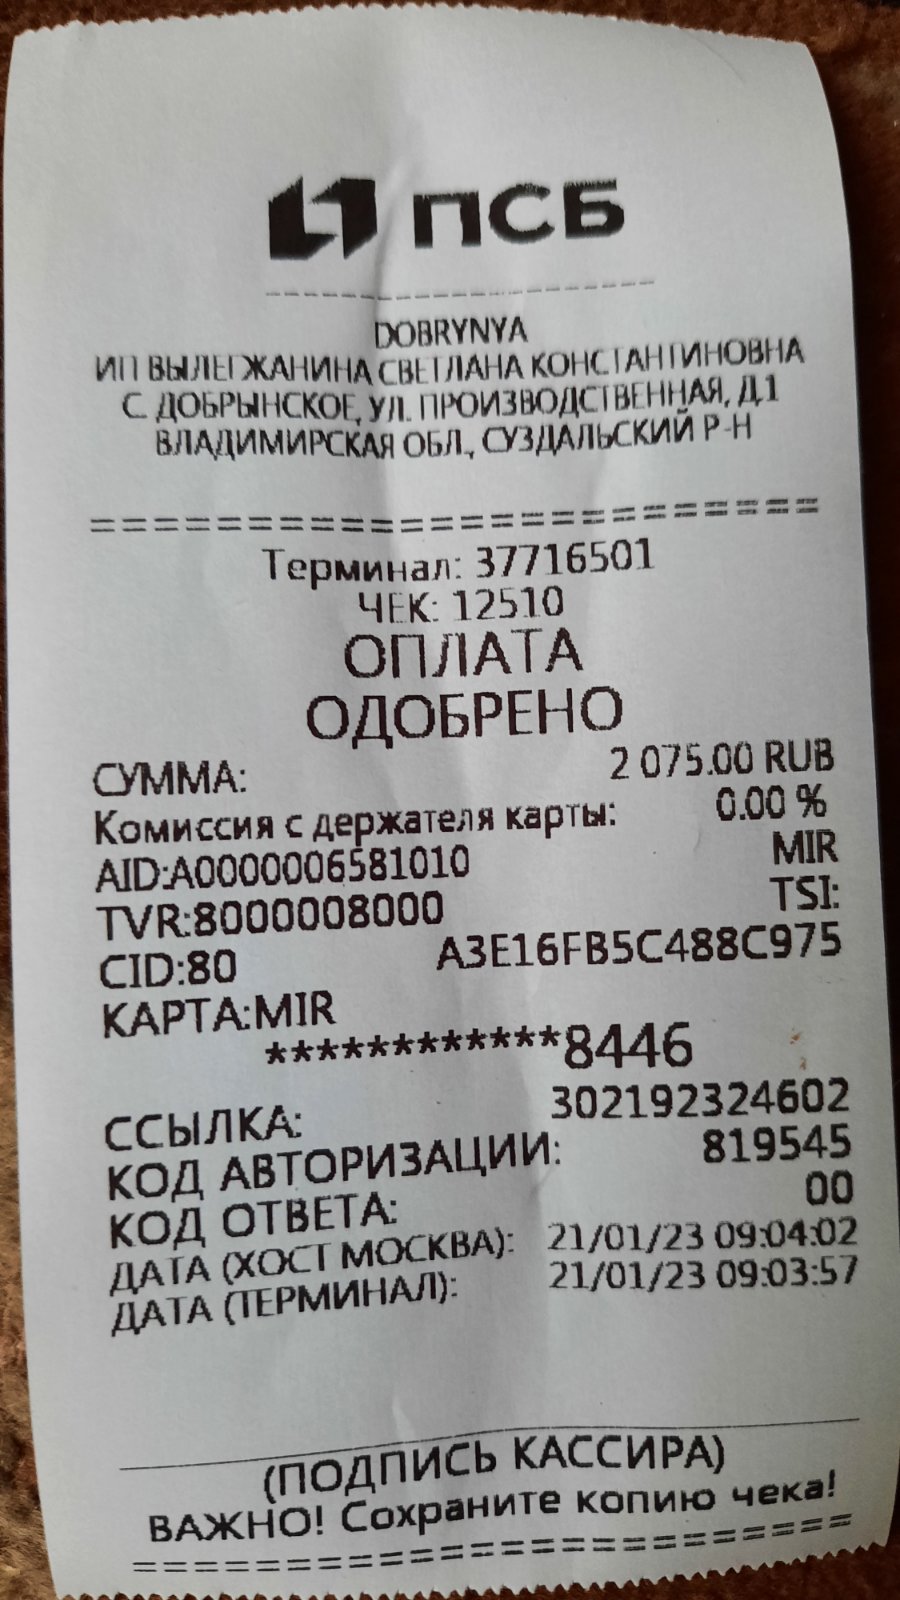 ПСБ
DOBRYNYA
ИП ВЫЛЕГЖАНИНА СВЕТЛАНА КОНСТАНТИНОВНА
С. ДОБРЫНСКОЕ, УЛ. ПРОИЗВОДСТВЕННАЯ, Д.1
ВЛАДИМИРСКАЯ ОБЛ., СУЗДАЛЬСКИЙ Р-Н
Терминал: 37716501
ЧЕК: 12510
ОПЛАТА
ОДОБРЕНО
СУММА: 2 075.00 RUB
Комиссия с держателя карты: 0.00 %
AID:A0000006581010 MIR
TVR:8000008000 TSI:
CID:80 A3E16FB5C488C975
КАРТА:MIR
************8446
ССЫЛКА: 302192324602
КОД АВТОРИЗАЦИИ: 819545
КОД ОТВЕТА: 00
ДАТА (ХОСТ МОСКВА): 21/01/23 09:04:02
ДАТА (ТЕРМИНАЛ): 21/01/23 09:03:57
(ПОДПИСЬ КАССИРА)
ВАЖНО! Сохраните копию чека!